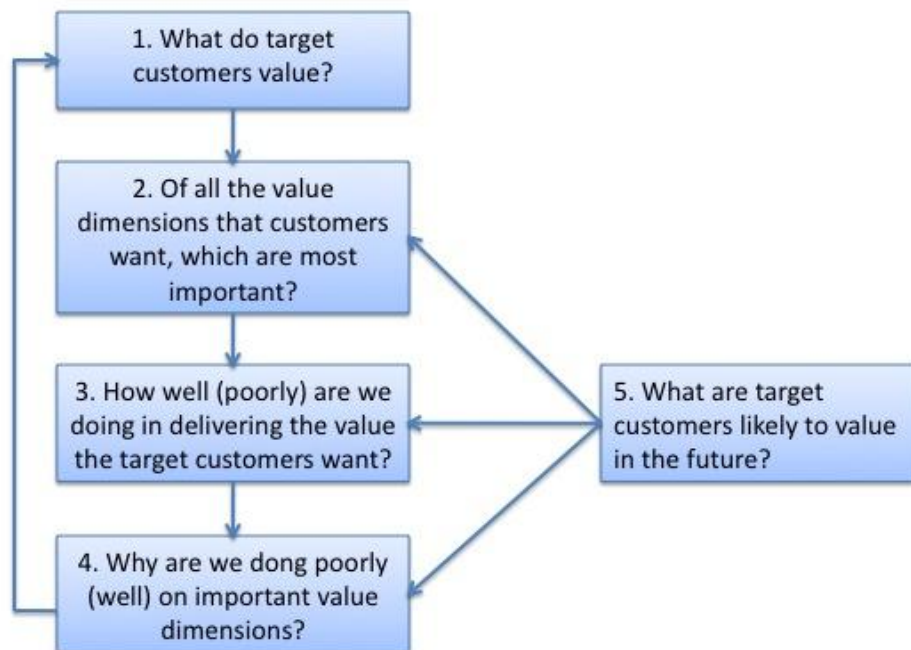 1. What do target
customers value?
2. Of all the value
dimensions that customers
want, which are most
important?
3. How well (poorly) are we
doing in delivering the value
the target customers want?
4. Why are we dong poorly
(well) on important value
dimensions?
5. What are target
customers likely to value
in the future?